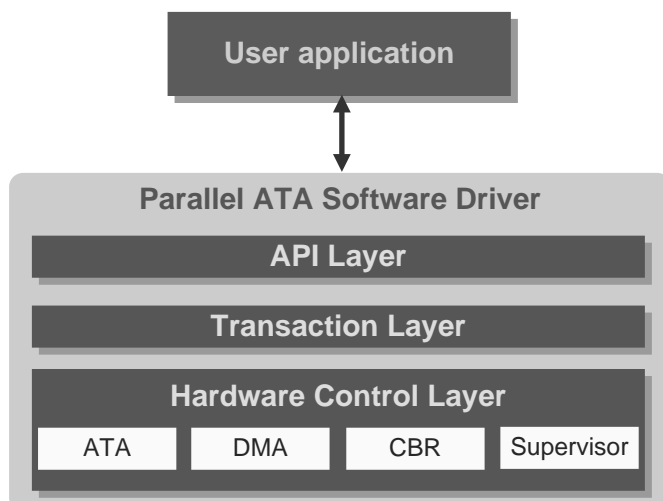 User application
Parallel ATA Software Driver
API Layer
Transaction Layer
Hardware Control Layer
ATA DMA CBR Supervisor